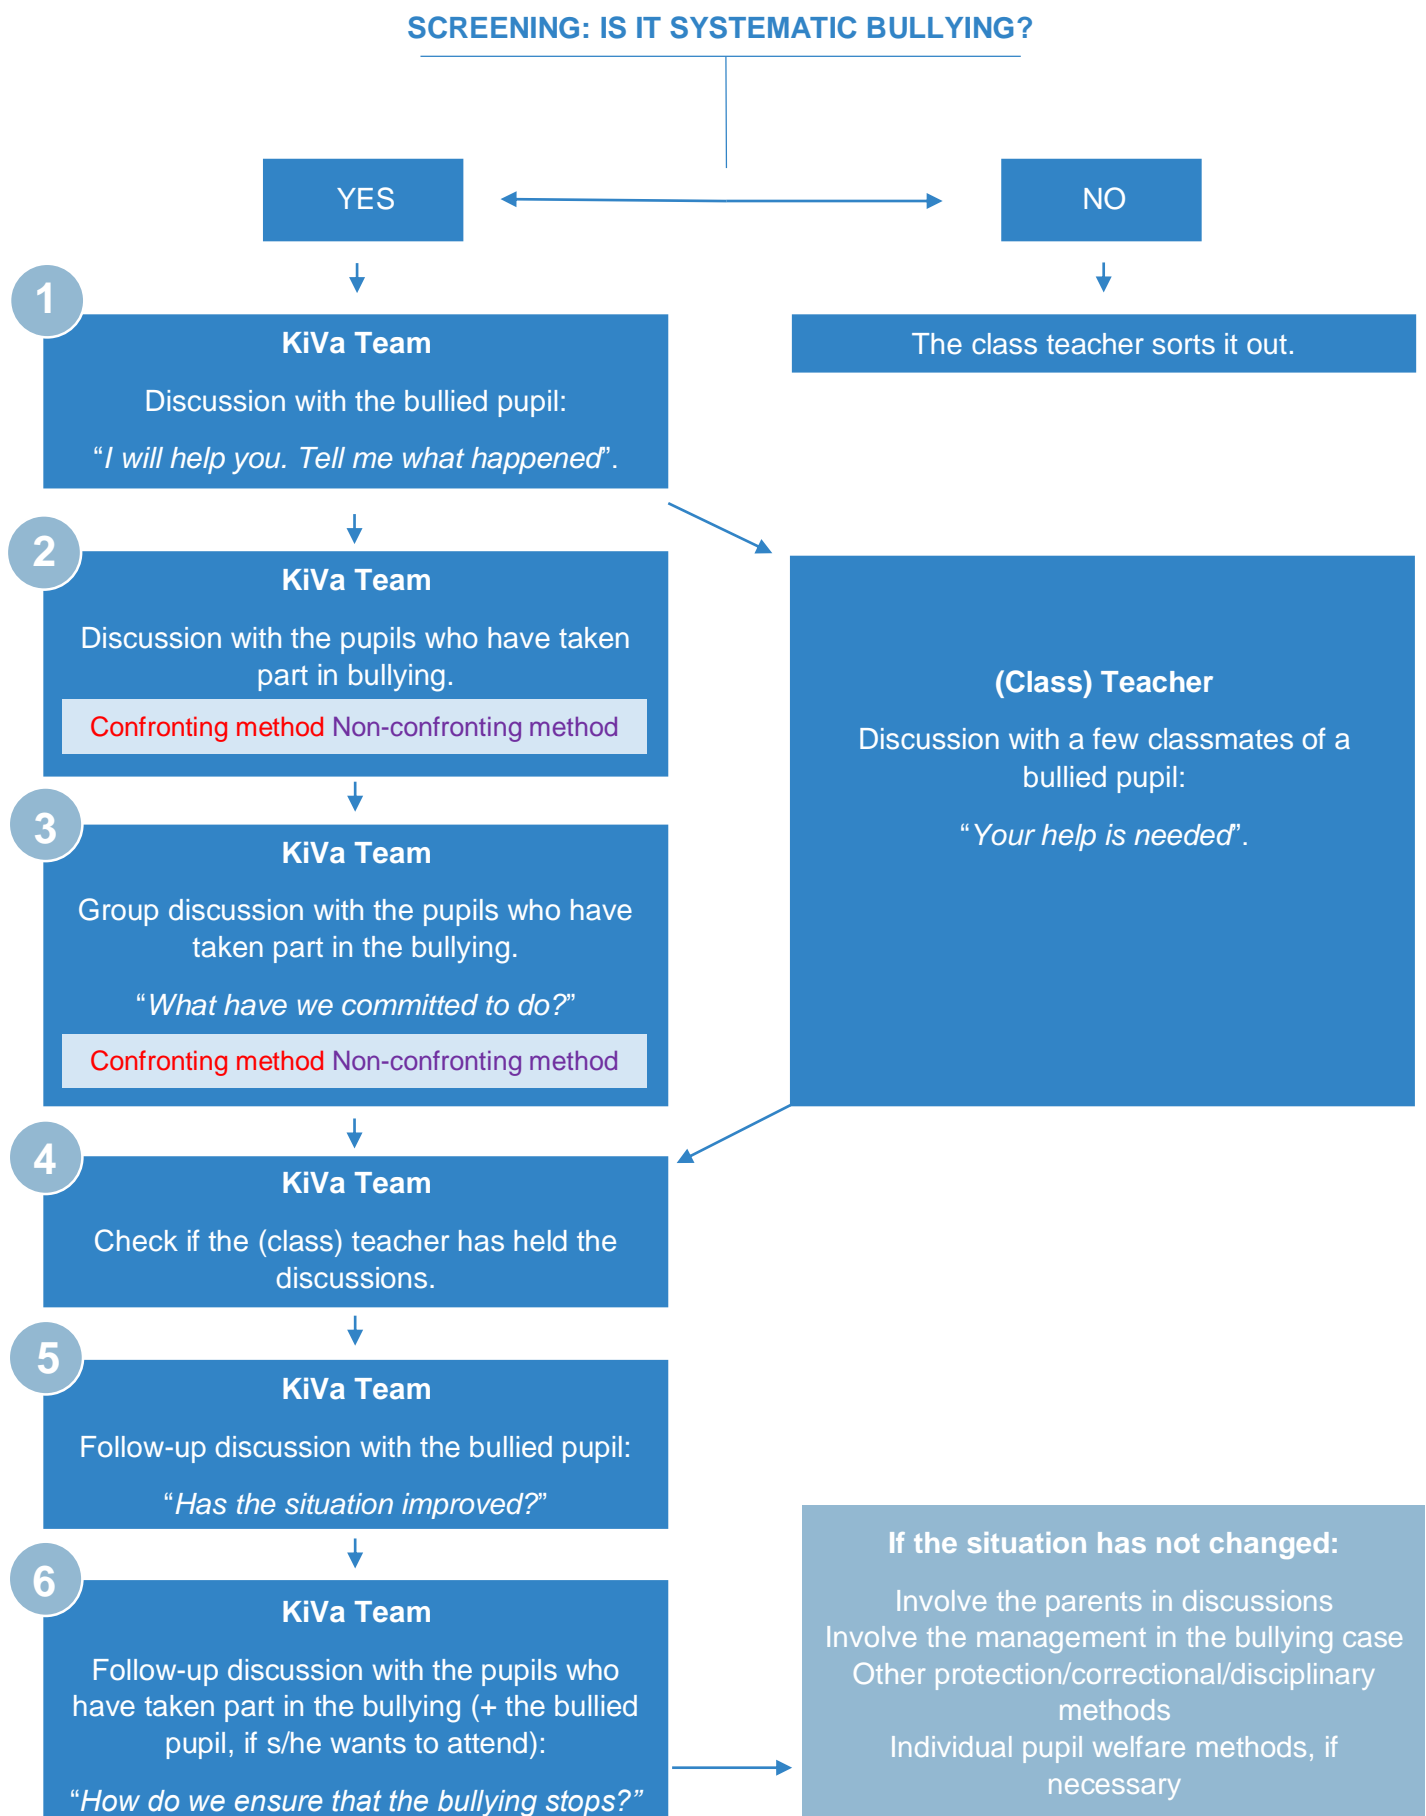 SCREENING: IS IT SYSTEMATIC BULLYING?
YES
NO
1
KiVa Team
Discussion with the bullied pupil:
“I will help you. Tell me what happened”.
The class teacher sorts it out.
2
KiVa Team
Discussion with the pupils who have taken
part in bullying.
Confronting method Non-confronting method
(Class) Teacher
Discussion with a few classmates of a
bullied pupil:
“Your help is needed”.
3
KiVa Team
Group discussion with the pupils who have
taken part in the bullying.
“What have we committed to do?”
Confronting method Non-confronting method
4
KiVa Team
Check if the (class) teacher has held the
discussions.
5
KiVa Team
Follow-up discussion with the bullied pupil:
“Has the situation improved?”
6
KiVa Team
Follow-up discussion with the pupils who
have taken part in the bullying (+ the bullied
pupil, if s/he wants to attend):
“How do we ensure that the bullying stops?”
If the situation has not changed:
Involve the parents in discussions
Involve the management in the bullying case
Other protection/correctional/disciplinary
methods
Individual pupil welfare methods, if
necessary